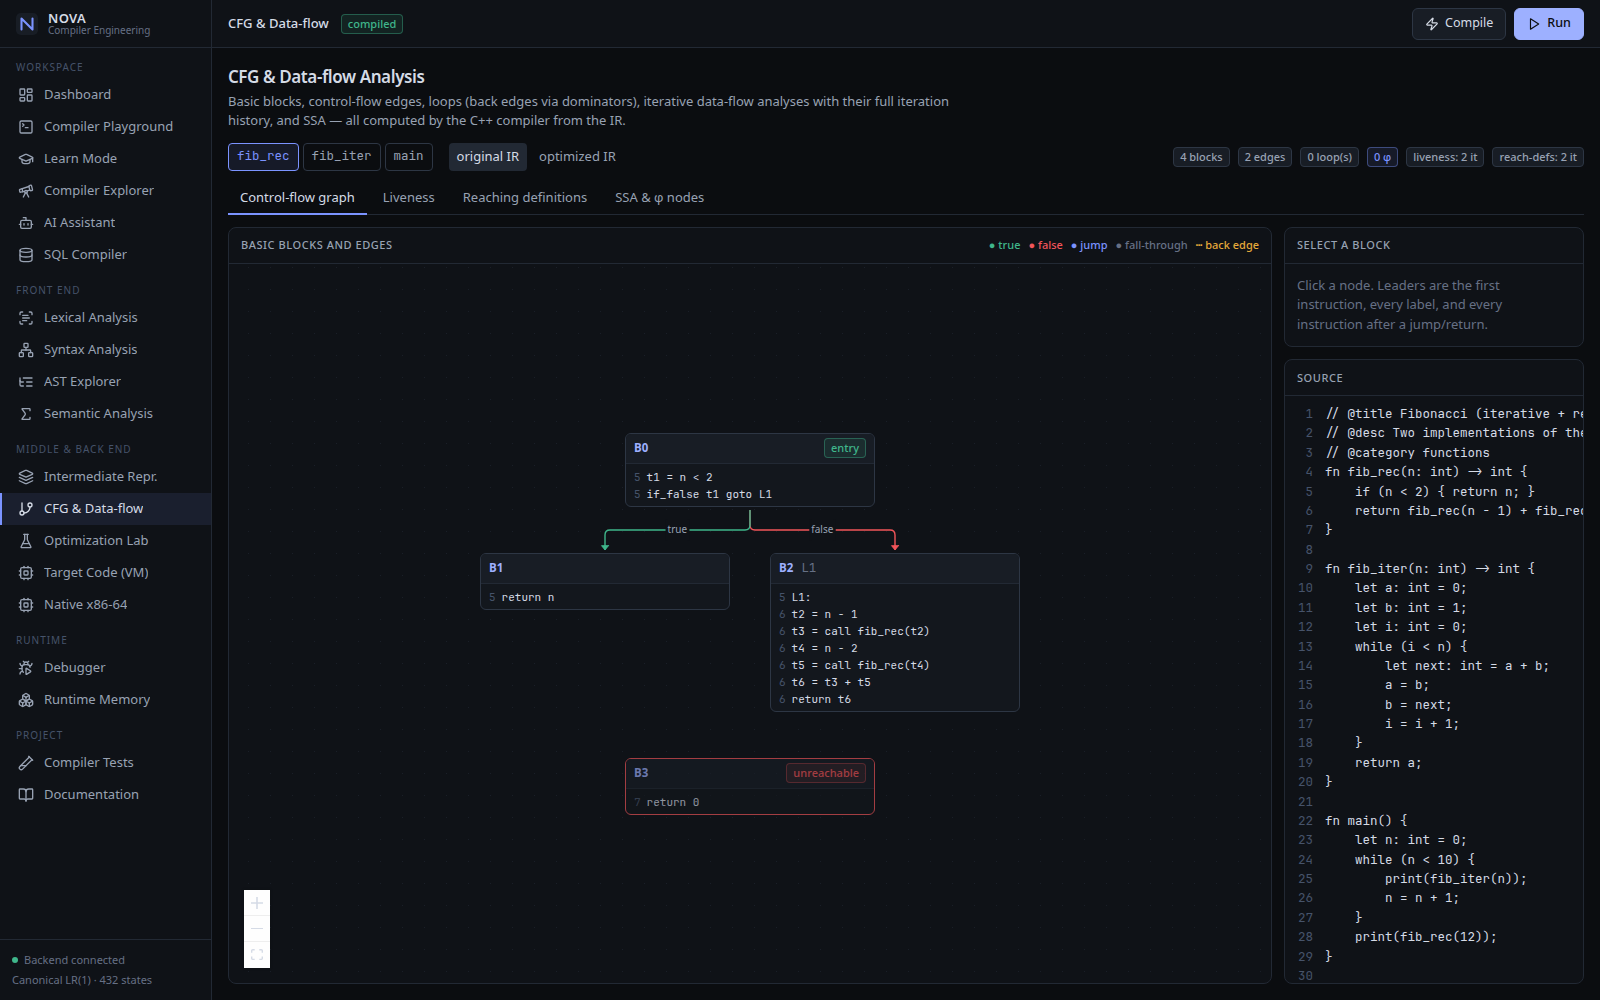 NOVA
Compiler Engineering
WORKSPACE
Dashboard
Compiler Playground
Learn Mode
Compiler Explorer
AI Assistant
SQL Compiler
FRONT END
Lexical Analysis
Syntax Analysis
AST Explorer
Semantic Analysis
MIDDLE & BACK END
Intermediate Repr.
CFG & Data-flow
Optimization Lab
Target Code (VM)
Native x86-64
RUNTIME
Debugger
Runtime Memory
PROJECT
Compiler Tests
Documentation
Backend connected
Canonical LR(1) · 432 states
CFG & Data-flow compiled
Compile Run
CFG & Data-flow Analysis
Basic blocks, control-flow edges, loops (back edges via dominators), iterative data-flow analyses with their full iteration
history, and SSA — all computed by the C++ compiler from the IR.
fib_rec fib_iter main original IR optimized IR
4 blocks 2 edges 0 loop(s) 0 φ liveness: 2 it reach-defs: 2 it
Control-flow graph Liveness Reaching definitions SSA & φ nodes
BASIC BLOCKS AND EDGES
true false jump fall-through back edge
B0 entry
5 t1 = n < 2
5 if_false t1 goto L1
true false
B1
5 return n
B2 L1
5 L1:
6 t2 = n - 1
6 t3 = call fib_rec(t2)
6 t4 = n - 2
6 t5 = call fib_rec(t4)
6 t6 = t3 + t5
6 return t6
B3 unreachable
7 return 0
SELECT A BLOCK
Click a node. Leaders are the first
instruction, every label, and every
instruction after a jump/return.
SOURCE
1 // @title Fibonacci (iterative + re
2 // @desc Two implementations of the
3 // @category functions
4 fn fib_rec(n: int) -> int {
5 if (n < 2) { return n; }
6 return fib_rec(n - 1) + fib_rec
7 }
8
9 fn fib_iter(n: int) -> int {
10 let a: int = 0;
11 let b: int = 1;
12 let i: int = 0;
13 while (i < n) {
14 let next: int = a + b;
15 a = b;
16 b = next;
17 i = i + 1;
18 }
19 return a;
20 }
21
22 fn main() {
23 let n: int = 0;
24 while (n < 10) {
25 print(fib_iter(n));
26 n = n + 1;
27 }
28 print(fib_rec(12));
29 }
30